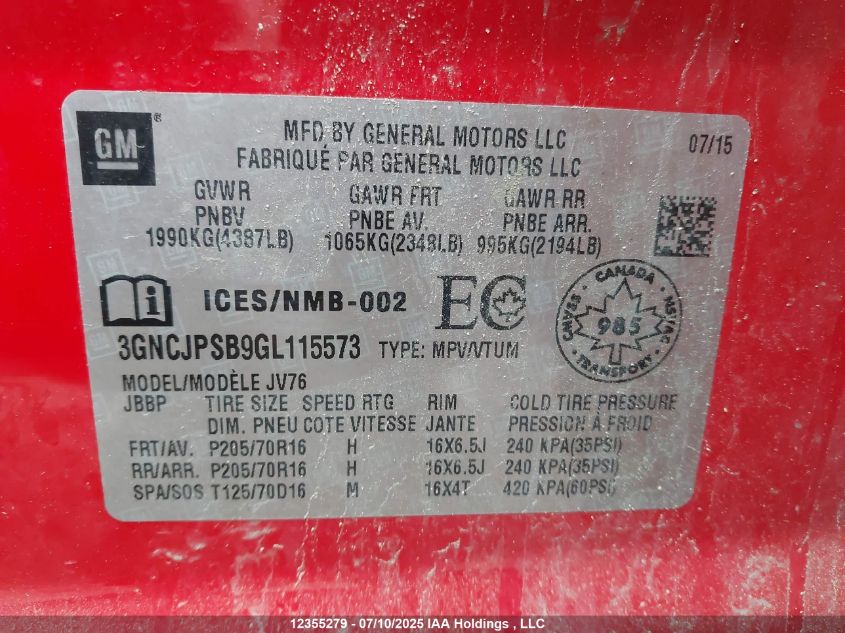 GM
®
MFD BY GENERAL MOTORS LLC
FABRIQUÉ PAR GENERAL MOTORS LLC
07/15
GVWR GAWR FRT GAWR RR
PNBV PNBE AV. PNBE ARR.
1990KG(4387LB) 1065KG(2348LB) 995KG(2194LB)
i ICES/NMB-002 EC
CANADA
CMVSS NSVAC
985
TRANSPORT
3GNCJPSB9GL115573 TYPE: MPV/VTUM
MODEL/MODÈLE JV76
JBBP TIRE SIZE SPEED RTG RIM COLD TIRE PRESSURE
DIM. PNEU COTE VITESSE JANTE PRESSION À FROID
FRT/AV. P205/70R16 H 16X6.5J 240 KPA(35PSI)
RR/ARR. P205/70R16 H 16X6.5J 240 KPA(35PSI)
SPA/SOS T125/70D16 M 16X4T 420 KPA(60PSI)
12355279 - 07/10/2025 IAA Holdings , LLC